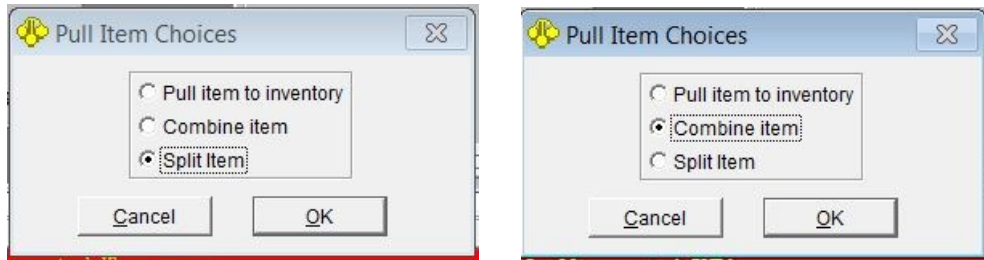 Pull Item Choices
Pull item to inventory
Combine item
Split Item
Cancel OK
Pull Item Choices
Pull item to inventory
Combine item
Split Item
Cancel OK